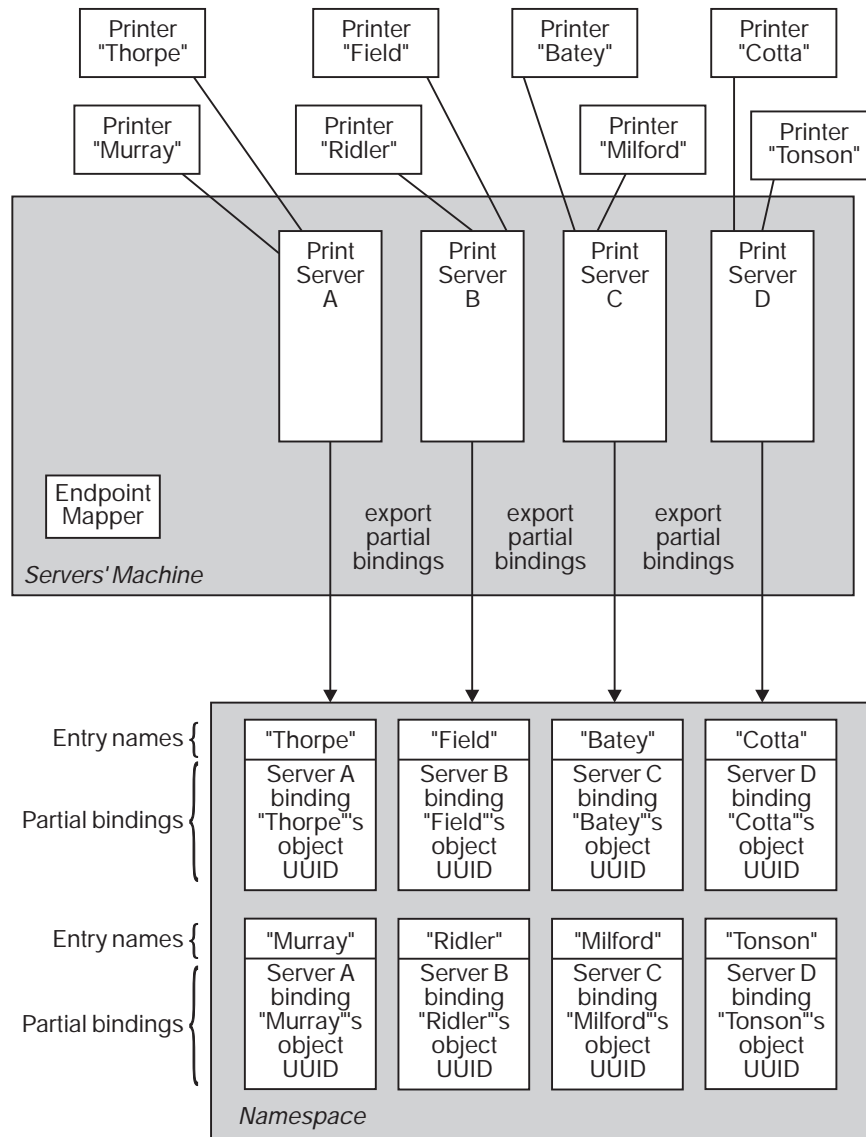 Printer
"Thorpe"
Printer
"Field"
Printer
"Batey"
Printer
"Cotta"
Printer
"Murray"
Printer
"Ridler"
Printer
"Milford"
Printer
"Tonson"
Print
Server
A
Print
Server
B
Print
Server
C
Print
Server
D
Endpoint
Mapper
export
partial
bindings
export
partial
bindings
export
partial
bindings
Servers' Machine
Entry names
"Thorpe"
"Field"
"Batey"
"Cotta"
Partial bindings
Server A
binding
"Thorpe"'s
object
UUID
Server B
binding
"Field"'s
object
UUID
Server C
binding
"Batey"'s
object
UUID
Server D
binding
"Cotta"'s
object
UUID
Entry names
"Murray"
"Ridler"
"Milford"
"Tonson"
Partial bindings
Server A
binding
"Murray"'s
object
UUID
Server B
binding
"Ridler"'s
object
UUID
Server C
binding
"Milford"'s
object
UUID
Server D
binding
"Tonson"'s
object
UUID
Namespace